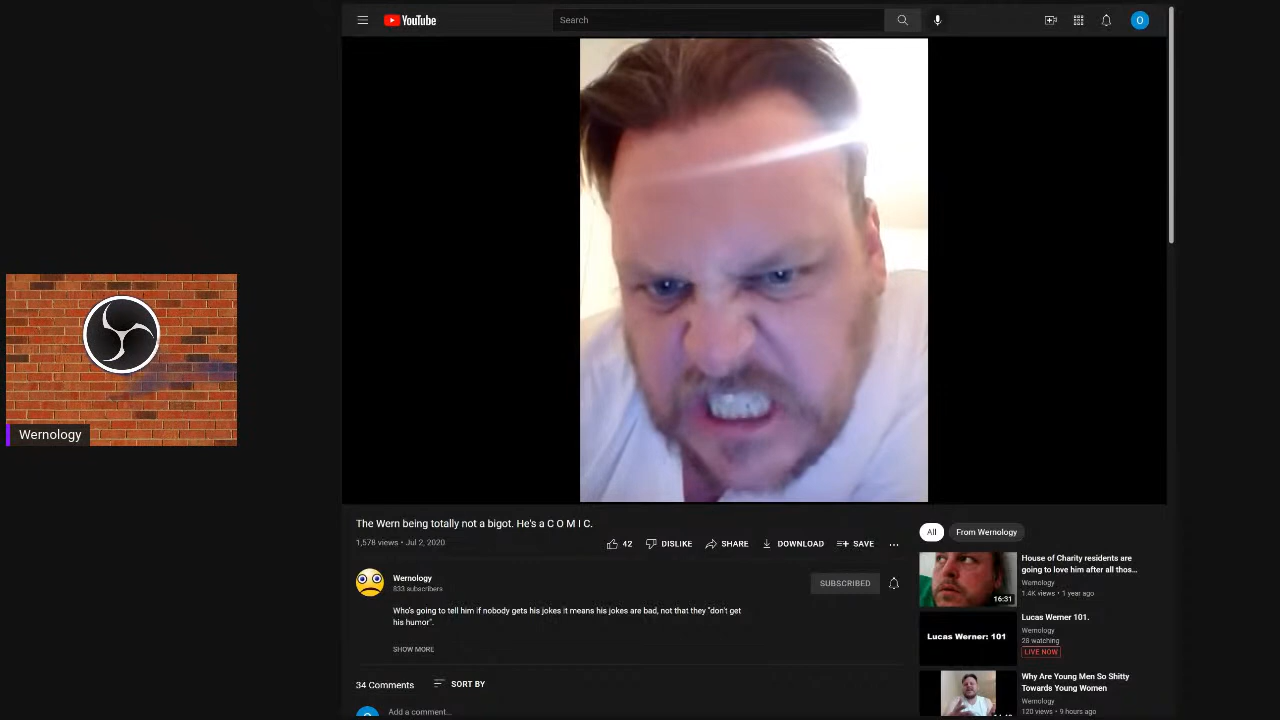 YouTube
Search
O
Wernology
The Wern being totally not a bigot. He's a C O M I C.
1,578 views • Jul 2, 2020
42
DISLIKE
SHARE
DOWNLOAD
SAVE
Wernology
833 subscribers
SUBSCRIBED
Who's going to tell him if nobody gets his jokes it means his jokes are bad, not that they "don't get
his humor".
SHOW MORE
34 Comments
SORT BY
Add a comment...
All
From Wernology
House of Charity residents are
going to love him after all thos...
Wernology
1.4K views • 1 year ago
16:31
Lucas Werner: 101
Lucas Werner 101.
Wernology
28 watching
LIVE NOW
Why Are Young Men So Shitty
Towards Young Women
Wernology
120 views • 9 hours ago